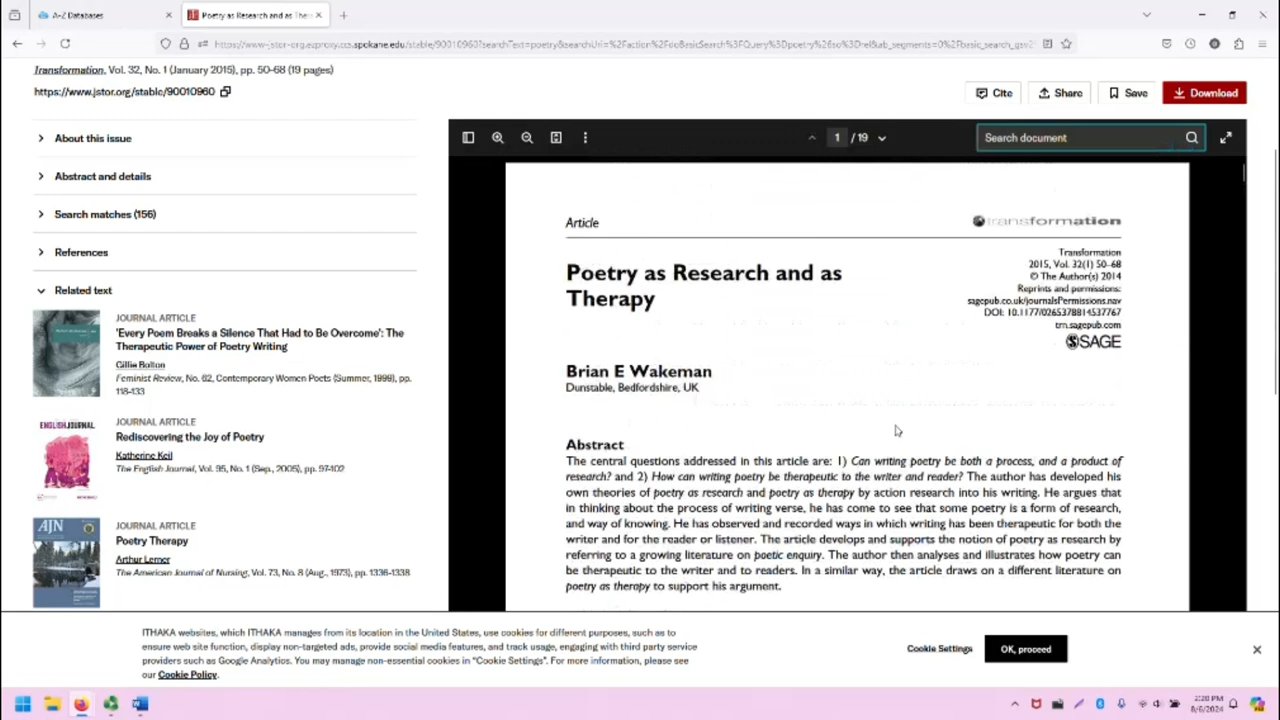 A-Z Databases
Poetry as Research and as Ther
Transformation, Vol. 32, No. 1 (January 2015), pp. 50-68 (19 pages)
https://www.jstor.org/stable/90010960
Cite
Share
Save
Download
About this issue
Abstract and details
Search matches (156)
References
Related text
JOURNAL ARTICLE
'Every Poem Breaks a Silence That Had to Be Overcome': The
Therapeutic Power of Poetry Writing
Gillie Bolton
Feminist Review, No. 62, Contemporary Women Poets (Summer, 1999), pp.
118-133
ENGLISH JOURNAL
JOURNAL ARTICLE
Rediscovering the Joy of Poetry
Katherine Keil
The English Journal, Vol. 95, No. 1 (Sep., 2005), pp. 97-102
AJN
JOURNAL ARTICLE
Poetry Therapy
Arthur Lerner
The American Journal of Nursing, Vol. 73, No. 8 (Aug., 1973), pp. 1336-1338
1 / 19
Search document
Article
transformation
Poetry as Research and as
Therapy
Transformation
2015, Vol. 32(1) 50–68
© The Author(s) 2014
Reprints and permissions:
sagepub.co.uk/journalsPermissions.nav
DOI: 10.1177/0265378814537767
trn.sagepub.com
SAGE
Brian E Wakeman
Dunstable, Bedfordshire, UK
Abstract
The central questions addressed in this article are: 1) Can writing poetry be both a process, and a product of
research? and 2) How can writing poetry be therapeutic to the writer and reader? The author has developed his
own theories of poetry as research and poetry as therapy by action research into his writing. He argues that
in thinking about the process of writing verse, he has come to see that some poetry is a form of research,
and way of knowing. He has observed and recorded ways in which writing has been therapeutic for both the
writer and for the reader or listener. The article develops and supports the notion of poetry as research by
referring to a growing literature on poetic enquiry. The author then analyses and illustrates how poetry can
be therapeutic to the writer and to readers. In a similar way, the article draws on a different literature on
poetry as therapy to support his argument.
ITHAKA websites, which ITHAKA manages from its location in the United States, use cookies for different purposes, such as to
ensure web site function, display non-targeted ads, provide social media features, and track usage, engaging with third party
service providers such as Google Analytics. You may manage non-essential cookies in "Cookie Settings". For more information, please see
our Cookie Policy.
Cookie Settings
OK, proceed
8/6/2024